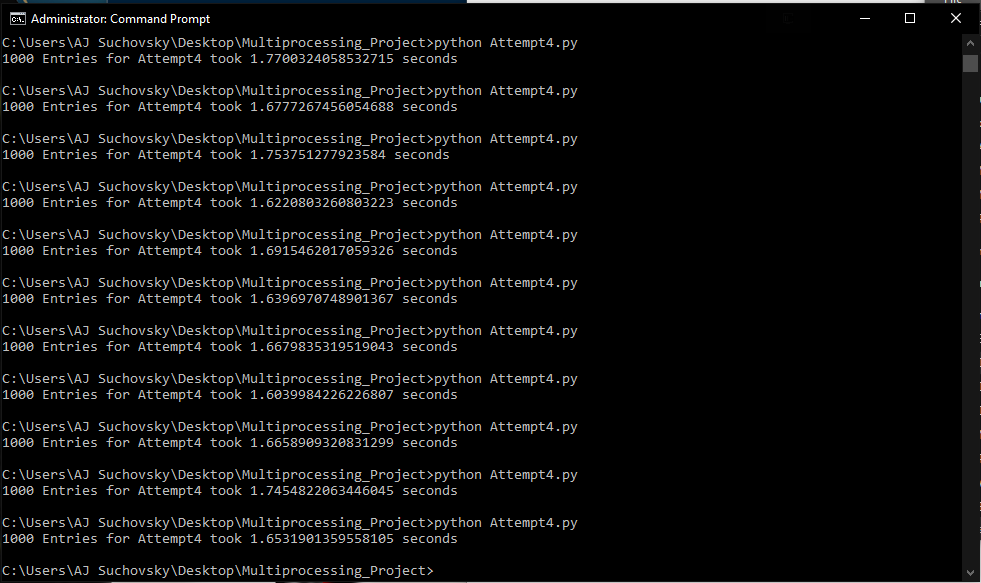 Administrator: Command Prompt
C:\Users\AJ Suchovsky\Desktop\Multiprocessing_Project>python Attempt4.py
1000 Entries for Attempt4 took 1.7700324058532715 seconds
C:\Users\AJ Suchovsky\Desktop\Multiprocessing_Project>python Attempt4.py
1000 Entries for Attempt4 took 1.6777267456054688 seconds
C:\Users\AJ Suchovsky\Desktop\Multiprocessing_Project>python Attempt4.py
1000 Entries for Attempt4 took 1.753751277923584 seconds
C:\Users\AJ Suchovsky\Desktop\Multiprocessing_Project>python Attempt4.py
1000 Entries for Attempt4 took 1.6220803260803223 seconds
C:\Users\AJ Suchovsky\Desktop\Multiprocessing_Project>python Attempt4.py
1000 Entries for Attempt4 took 1.6915462017059326 seconds
C:\Users\AJ Suchovsky\Desktop\Multiprocessing_Project>python Attempt4.py
1000 Entries for Attempt4 took 1.6396970748901367 seconds
C:\Users\AJ Suchovsky\Desktop\Multiprocessing_Project>python Attempt4.py
1000 Entries for Attempt4 took 1.6679835319519043 seconds
C:\Users\AJ Suchovsky\Desktop\Multiprocessing_Project>python Attempt4.py
1000 Entries for Attempt4 took 1.6039984226226807 seconds
C:\Users\AJ Suchovsky\Desktop\Multiprocessing_Project>python Attempt4.py
1000 Entries for Attempt4 took 1.6658909320831299 seconds
C:\Users\AJ Suchovsky\Desktop\Multiprocessing_Project>python Attempt4.py
1000 Entries for Attempt4 took 1.7454822063446045 seconds
C:\Users\AJ Suchovsky\Desktop\Multiprocessing_Project>python Attempt4.py
1000 Entries for Attempt4 took 1.6531901359558105 seconds
C:\Users\AJ Suchovsky\Desktop\Multiprocessing_Project>